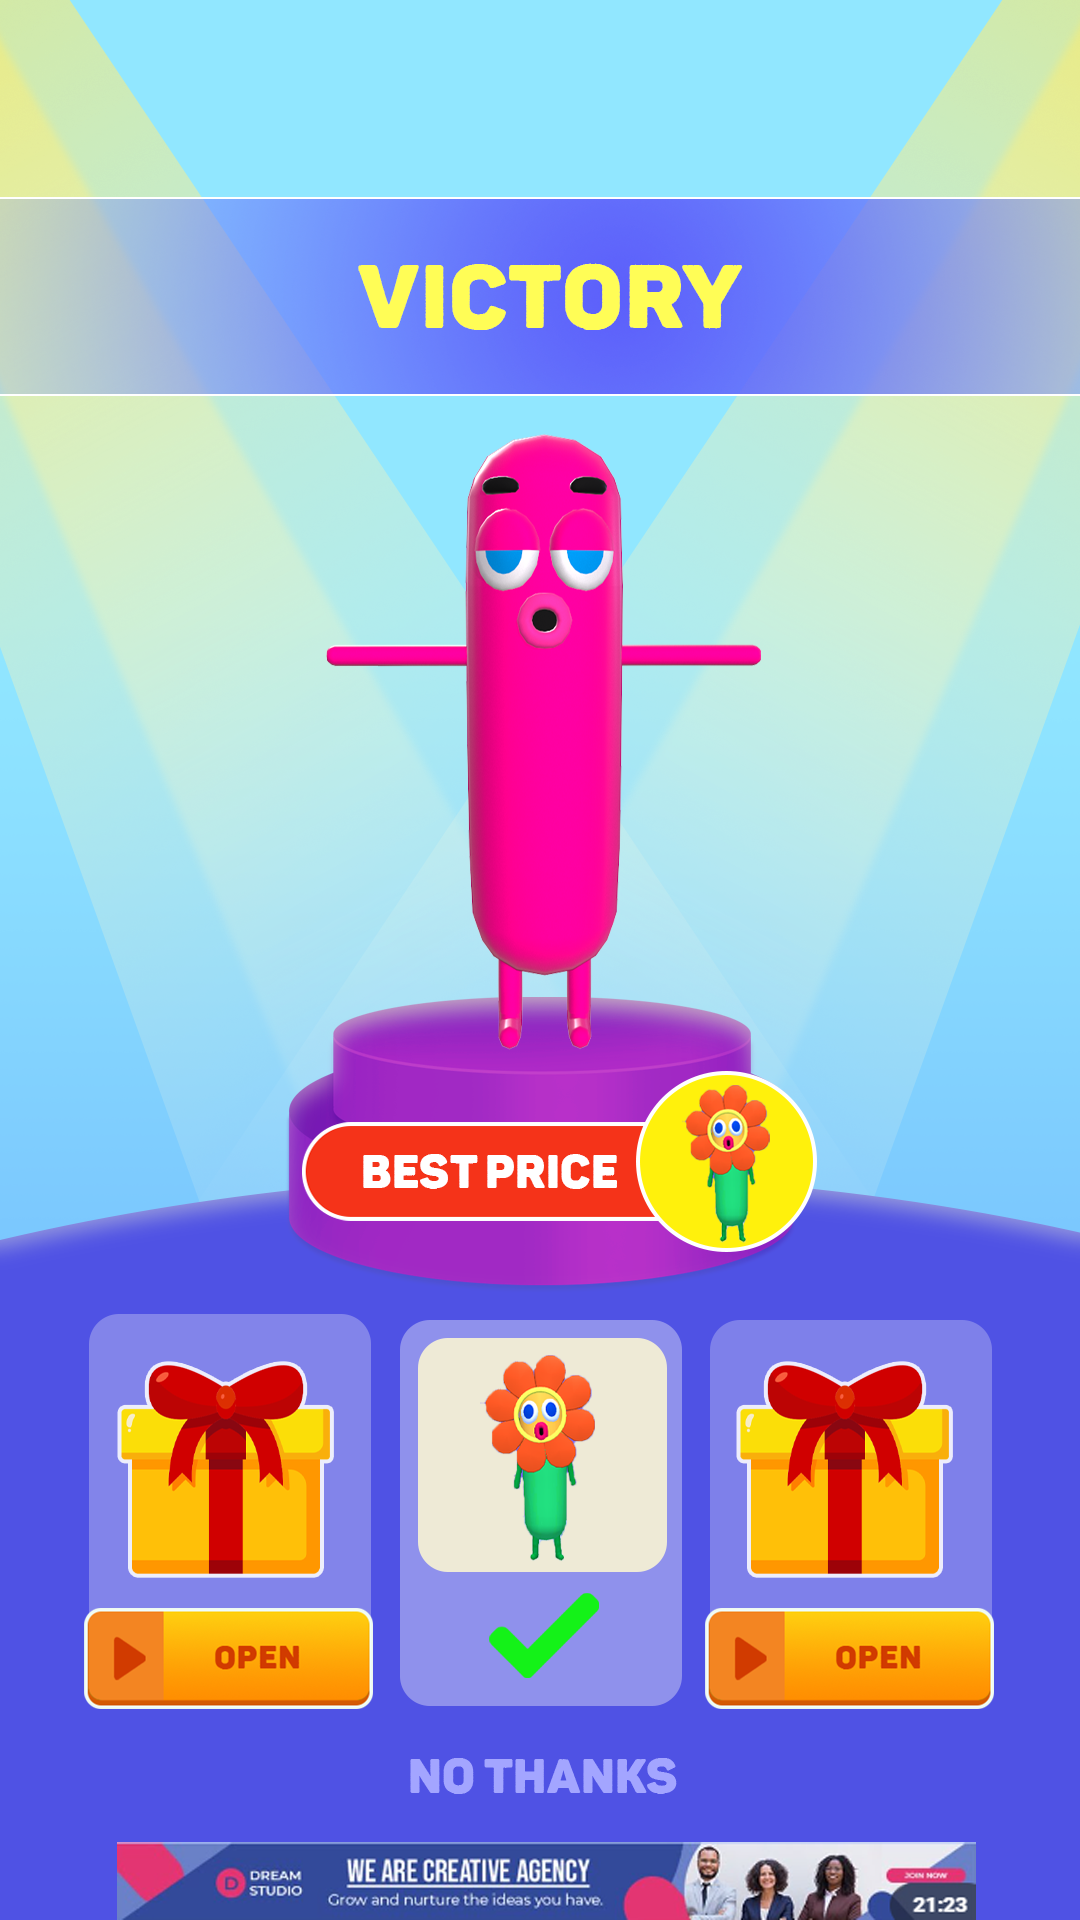 VICTORY
BEST PRICE
OPEN
OPEN
NO THANKS
D DREAM
STUDIO
WE ARE CREATIVE AGENCY
Grow and nurture the ideas you have.
JOIN NOW
21:23